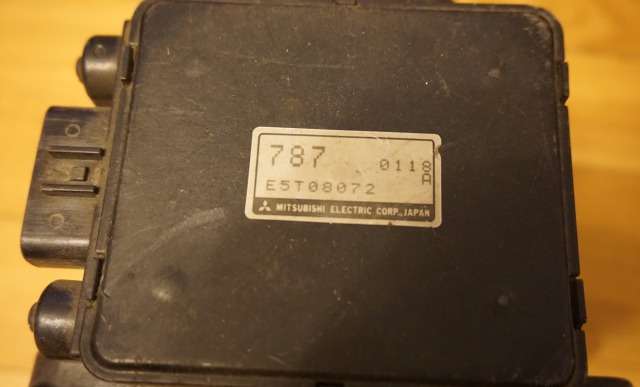 787 0118
A
E5T08072
MITSUBISHI ELECTRIC CORP., JAPAN